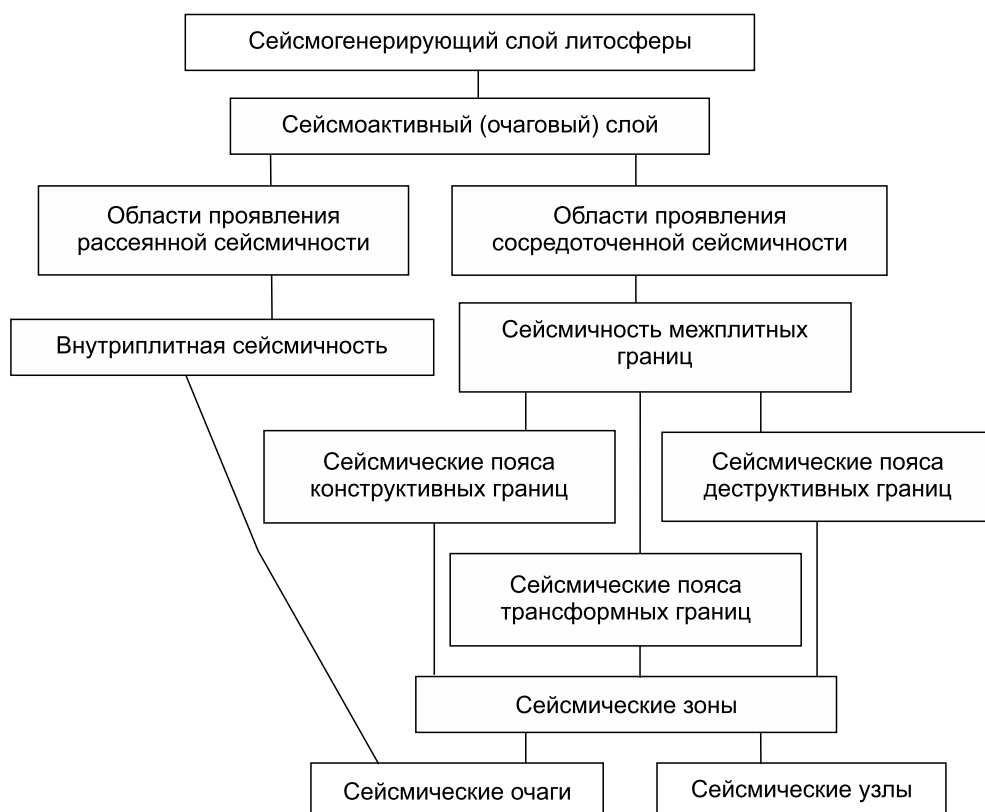 Сейсмогенерирующий слой литосферы
Сейсмоактивный (очаговый) слой
Области проявления
рассеянной сейсмичности
Области проявления
сосредоточенной сейсмичности
Внутриплитная сейсмичность
Сейсмичность межплитных
границ
Сейсмические пояса
конструктивных границ
Сейсмические пояса
деструктивных границ
Сейсмические пояса
трансформных границ
Сейсмические зоны
Сейсмические очаги
Сейсмические узлы